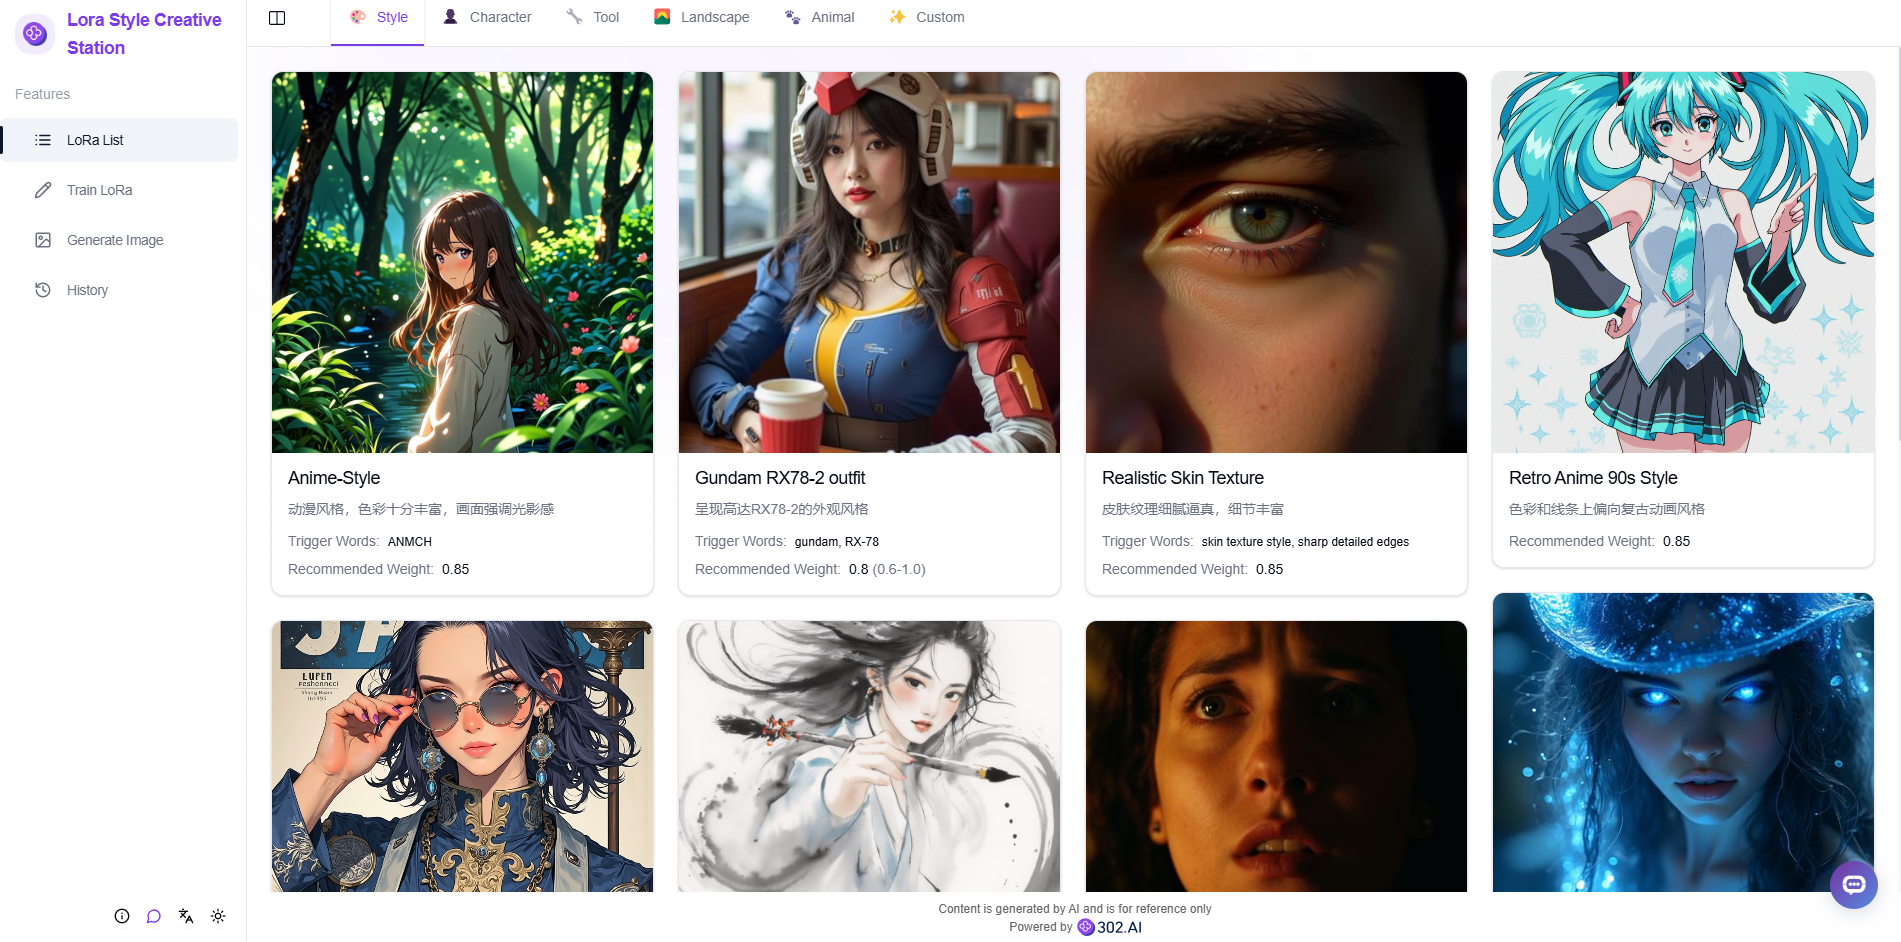 Lora Style Creative
Station
Features
LoRa List
Train LoRa
Generate Image
History
Style
Character
Tool
Landscape
Animal
Custom
Anime-Style
动漫风格，色彩十分丰富，画面强调光影感
Trigger Words: ANMCH
Recommended Weight: 0.85
Gundam RX78-2 outfit
呈现高达RX78-2的外观风格
Trigger Words: gundam, RX-78
Recommended Weight: 0.8 (0.6-1.0)
Realistic Skin Texture
皮肤纹理细腻逼真，细节丰富
Trigger Words: skin texture style, sharp detailed edges
Recommended Weight: 0.85
Retro Anime 90s Style
色彩和线条上偏向复古动画风格
Recommended Weight: 0.85
LUPEN
Content is generated by AI and is for reference only
Powered by 302.AI